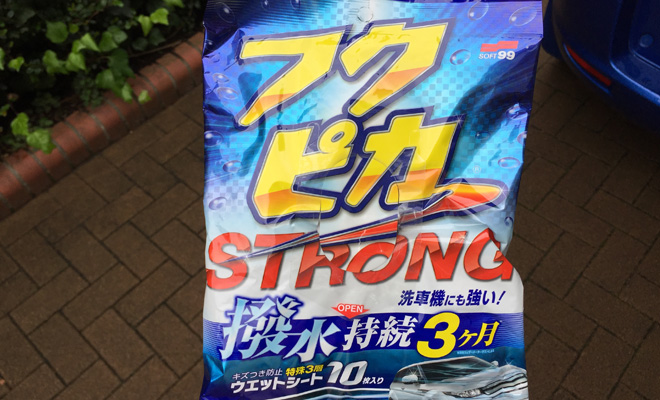 フク
ピカ
SOFT99
STRONG
洗車機にも強い!
OPEN
撥水持続3ヶ月
キズつき防止 特殊3層
ウエットシート10枚入り